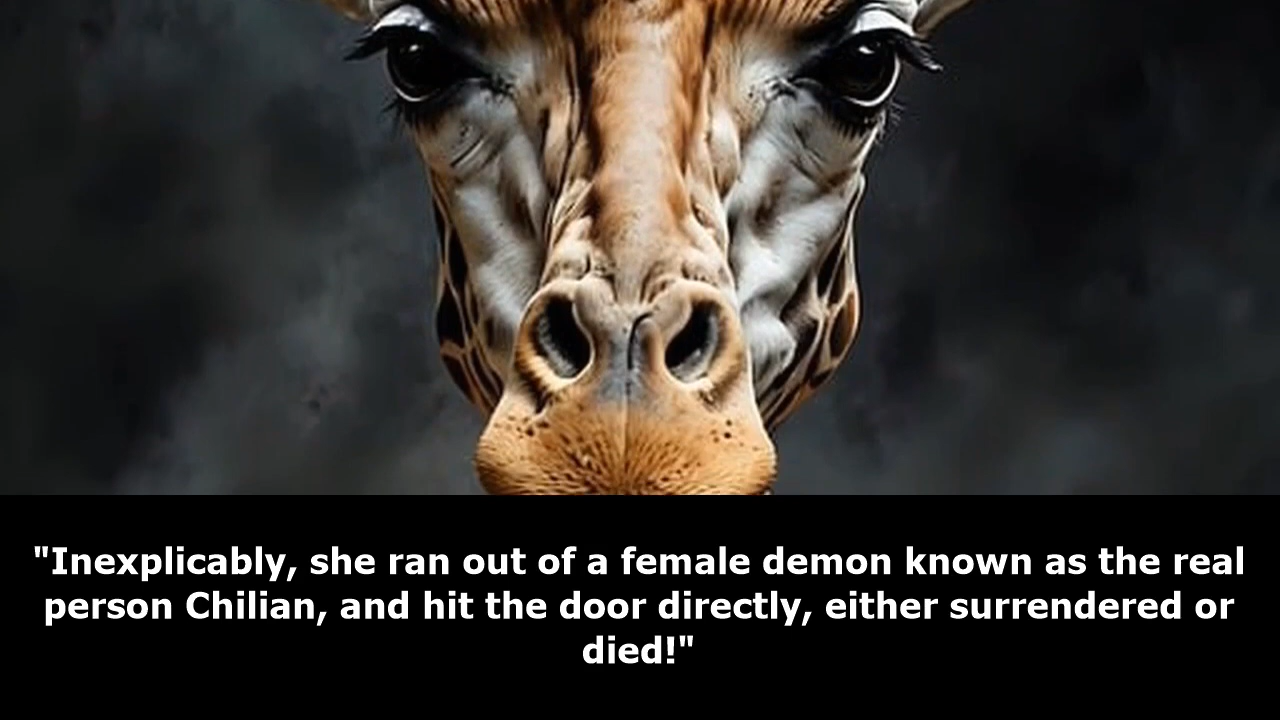 "Inexplicably, she ran out of a female demon known as the real
person Chilian, and hit the door directly, either surrendered or
died!"